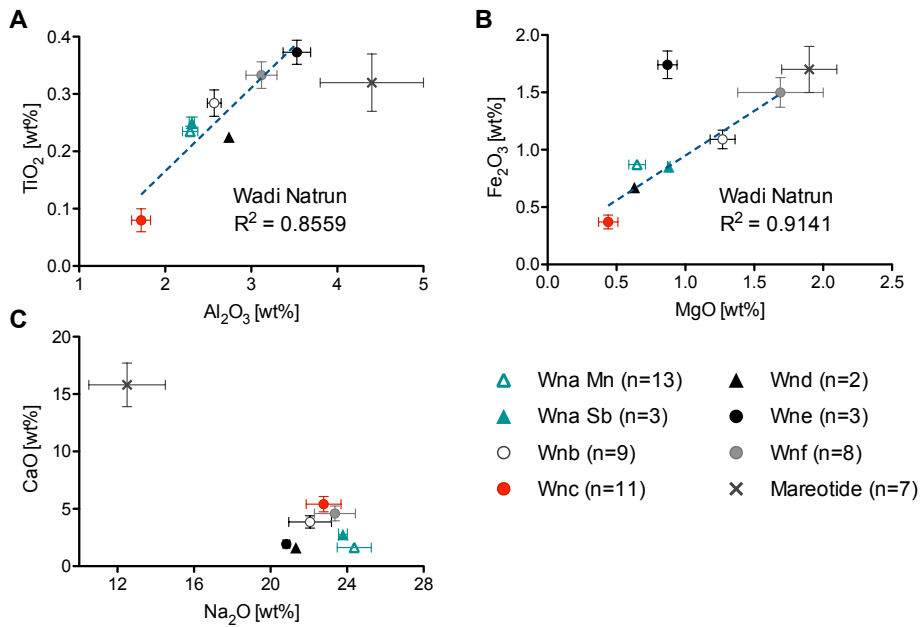 A
0.4
0.3
0.2
0.1
0.0
TiO2 [wt%]
Wadi Natrun
R2 = 0.8559
1
2
3
4
5
Al2O3 [wt%]
B
2.0
1.5
1.0
0.5
0.0
Fe2O3 [wt%]
Wadi Natrun
R2 = 0.9141
0.0
0.5
1.0
1.5
2.0
2.5
MgO [wt%]
C
20
15
10
5
0
CaO [wt%]
12
16
20
24
28
Na2O [wt%]
Wna Mn (n=13)
Wna Sb (n=3)
Wnb (n=9)
Wnc (n=11)
Wnd (n=2)
Wne (n=3)
Wnf (n=8)
Mareotide (n=7)